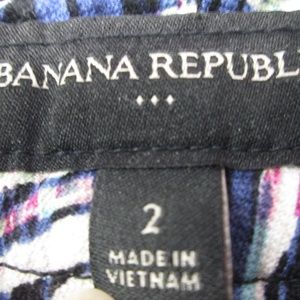 BANANA REPUBL
2
MADE IN
VIETNAM